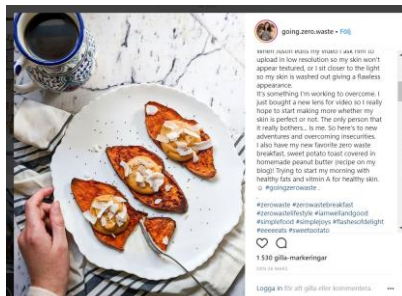 going.zero.waste • Följ
When Justin edits my video I ask him to
upload in low resolution so my skin won't
appear textured, or I sit closer to the light
so my skin is washed out giving a flawless
appearance.
It's something I'm working to overcome. I
just bought a new lens for video so I really
hope to start making more whether my
skin is perfect or not. The only person that
it really bothers... is me. So here's to new
adventures and overcoming insecurities.
I also have my new favorite zero waste
breakfast, sweet potato toast covered in
homemade peanut butter (recipe on my
blog)! Trying to start my morning with
healthy fats and vitimin A for healthy skin.
☺ #goingzerowaste .
.
#zerowaste #zerowastebreakfast
#zerowastelifestyle #iamwellandgood
#simplefood #simplejoys #flashesofdelight
#eeeeeats #sweetpotato
1 530 gilla-markeringar
DEN 28 MARS
Logga in för att gilla eller kommentera.